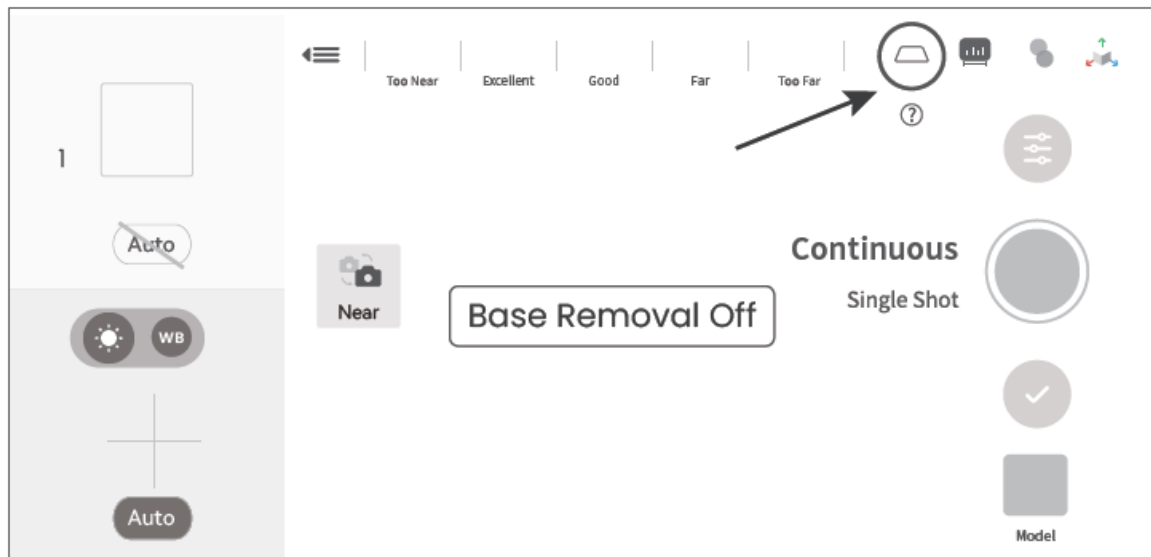 Too Near
Excellent
Good
Far
Too Far
?
1
Auto
Continuous
Near
Base Removal Off
Single Shot
WB
Auto
Model